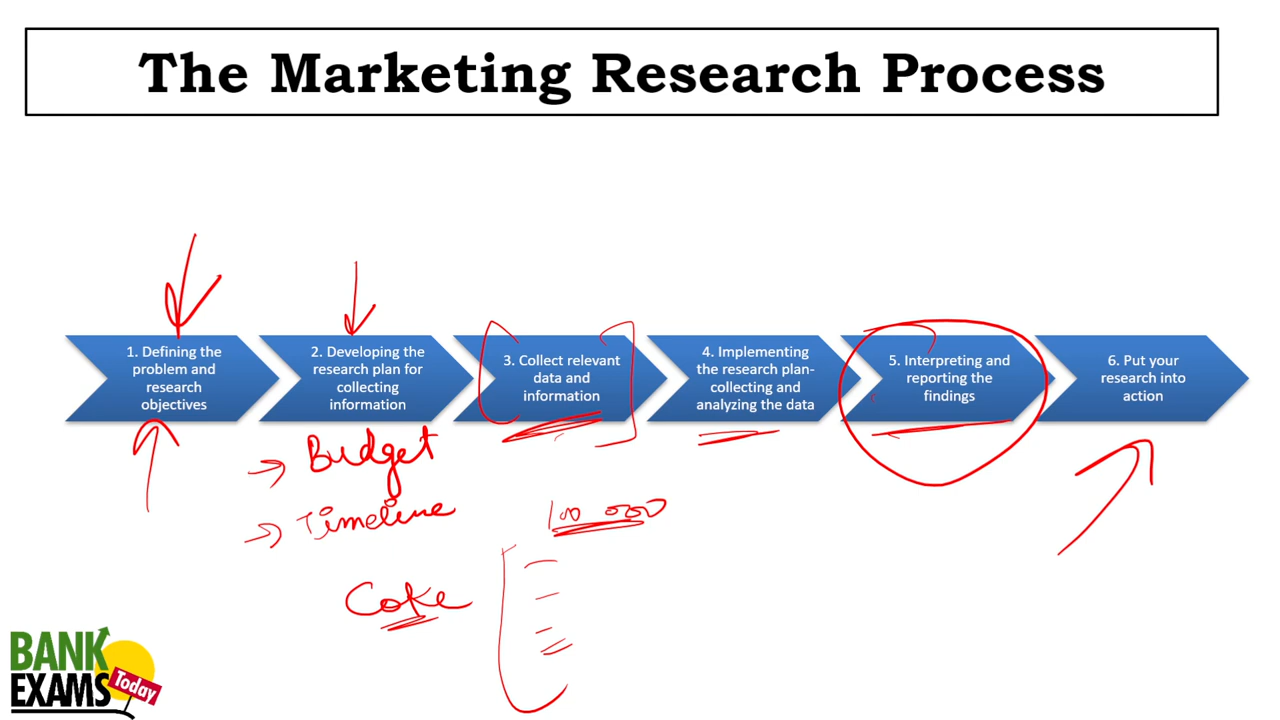 The Marketing Research Process
1. Defining the
problem and
research
objectives
2. Developing the
research plan for
collecting
information
3. Collect relevant
data and
information
4. Implementing
the research plan-
collecting and
analyzing the data
5. Interpreting and
reporting the
findings
6. Put your
research into
action
→ Budget
→ Timeline
100 000
Coke
BANK
EXAMS
Today